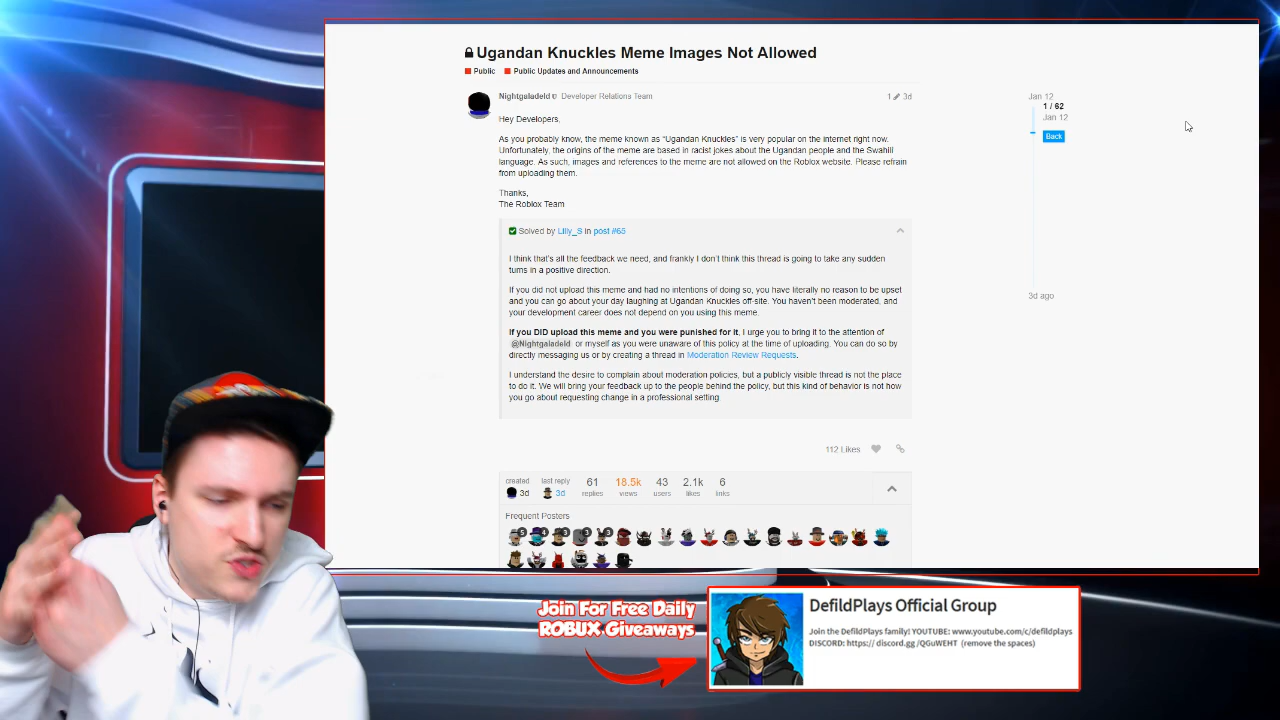 Ugandan Knuckles Meme Images Not Allowed
Public Public Updates and Announcements
Nightgaladeld Developer Relations Team
1 3d
Hey Developers,
As you probably know, the meme known as “Ugandan Knuckles” is very popular on the internet right now.
Unfortunately, the origins of the meme are based in racist jokes about the Ugandan people and the Swahili
language. As such, images and references to the meme are not allowed on the Roblox website. Please refrain
from uploading them.
Thanks,
The Roblox Team
Solved by Lilly_S in post #65
I think that's all the feedback we need, and frankly I don't think this thread is going to take any sudden
turns in a positive direction.
If you did not upload this meme and had no intentions of doing so, you have literally no reason to be upset
and you can go about your day laughing at Ugandan Knuckles off-site. You haven't been moderated, and
your development career does not depend on you using this meme.
If you DID upload this meme and you were punished for it, I urge you to bring it to the attention of
@Nightgaladeld or myself as you were unaware of this policy at the time of uploading. You can do so by
directly messaging us or by creating a thread in Moderation Review Requests.
I understand the desire to complain about moderation policies, but a publicly visible thread is not the place
to do it. We will bring your feedback up to the people behind the policy, but this kind of behavior is not how
you go about requesting change in a professional setting.
112 Likes
created last reply 61 18.5k 43 2.1k 6
3d 3d replies views users likes links
Frequent Posters
5 4 3 3 3
Jan 12
1 / 62
Jan 12
Back
3d ago
Join For Free Daily
ROBUX Giveaways
DefildPlays Official Group
Join the DefildPlays family! YOUTUBE: www.youtube.com/c/defildplays
DISCORD: https:// discord.gg /QGuWEHT (remove the spaces)